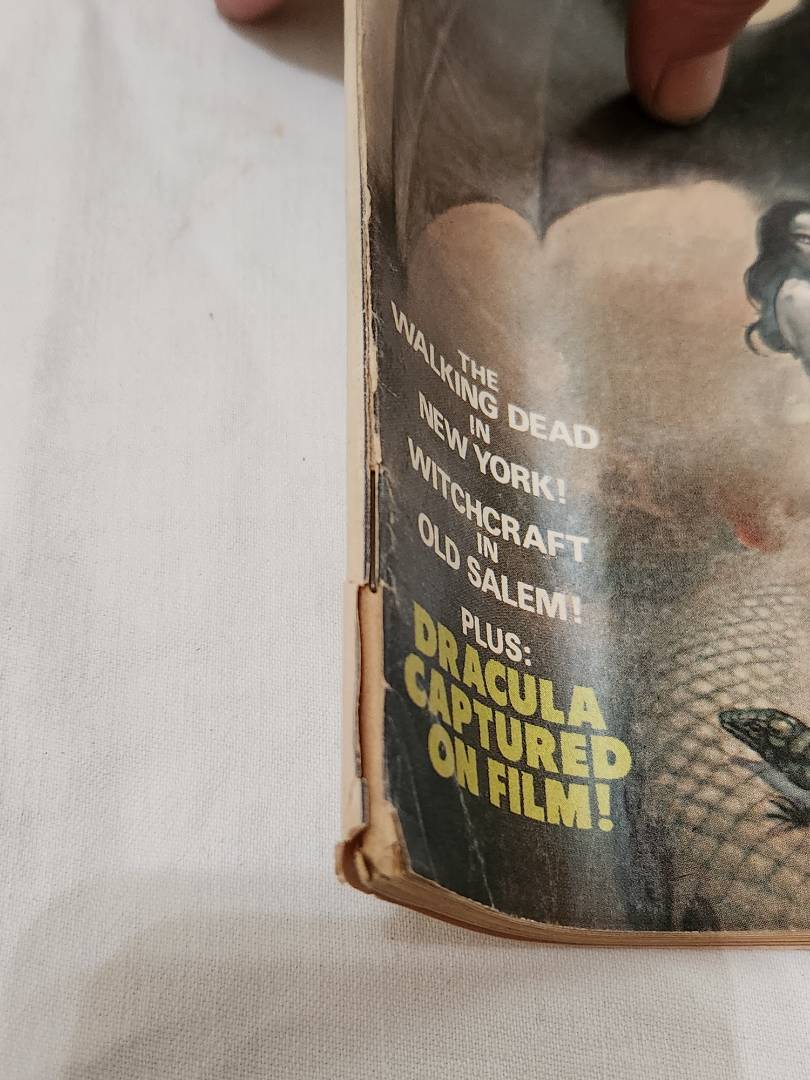 THE
WALKING DEAD
IN
NEW YORK!
WITCHCRAFT
IN
OLD SALEM!
PLUS:
DRACULA
CAPTURED
ON FILM!